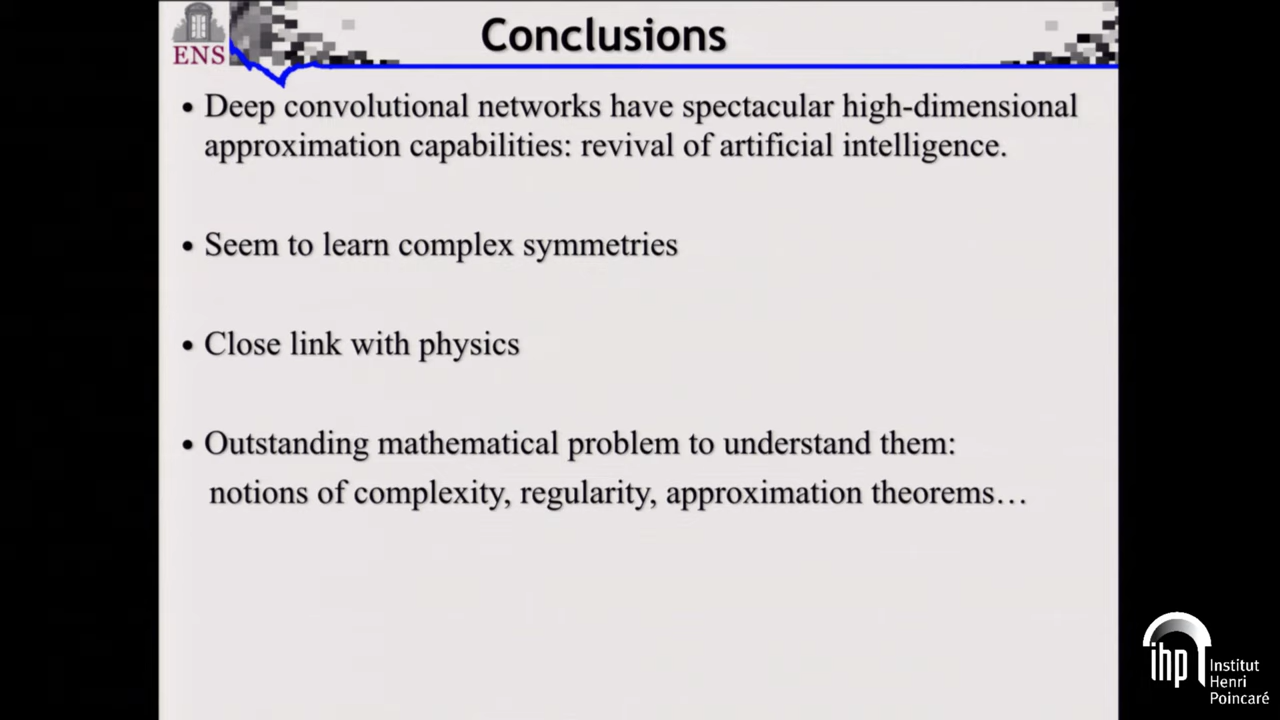 ENS
Conclusions
• Deep convolutional networks have spectacular high-dimensional
approximation capabilities: revival of artificial intelligence.
• Seem to learn complex symmetries
• Close link with physics
• Outstanding mathematical problem to understand them:
notions of complexity, regularity, approximation theorems…
ihp
Institut
Henri
Poincaré